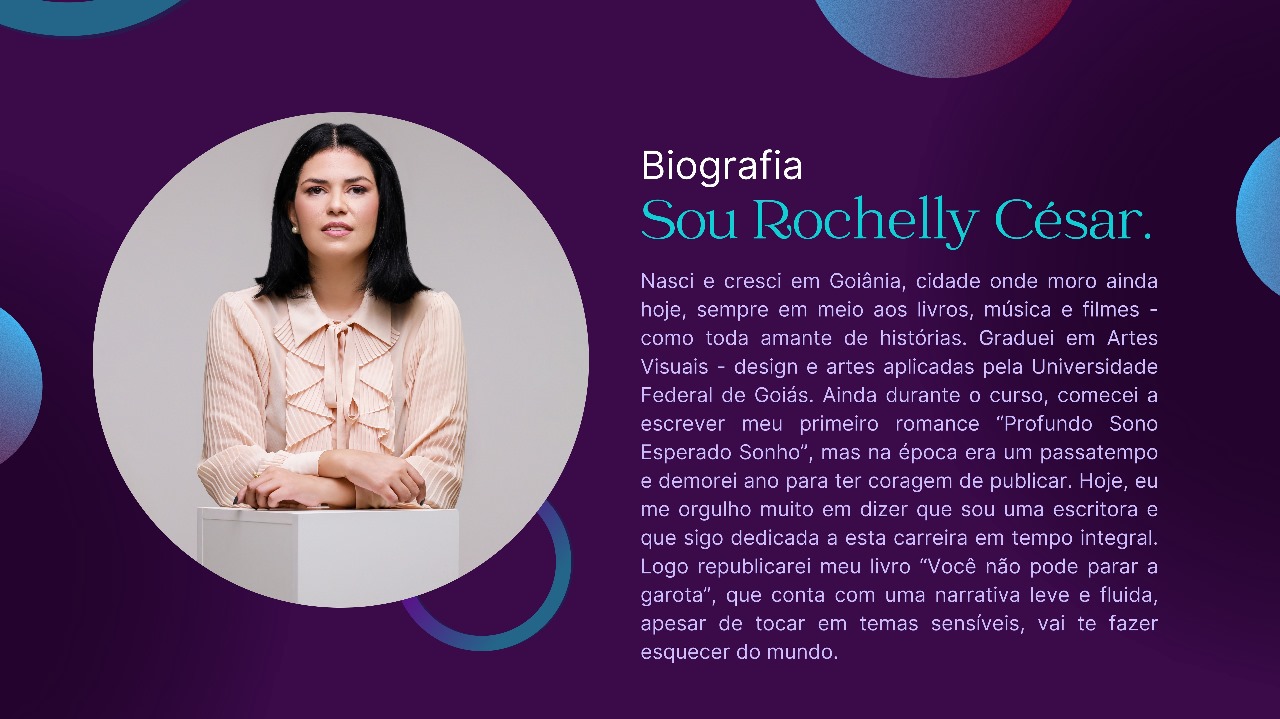 Biografia
Sou Rochelly César.
Nasci e cresci em Goiânia, cidade onde moro ainda
hoje, sempre em meio aos livros, música e filmes -
como toda amante de histórias. Graduei em Artes
Visuais - design e artes aplicadas pela Universidade
Federal de Goiás. Ainda durante o curso, comecei a
escrever meu primeiro romance “Profundo Sono
Esperado Sonho”, mas na época era um passatempo
e demorei ano para ter coragem de publicar. Hoje, eu
me orgulho muito em dizer que sou uma escritora e
que sigo dedicada a esta carreira em tempo integral.
Logo republicarei meu livro “Você não pode parar a
garota”, que conta com uma narrativa leve e fluida,
apesar de tocar em temas sensíveis, vai te fazer
esquecer do mundo.